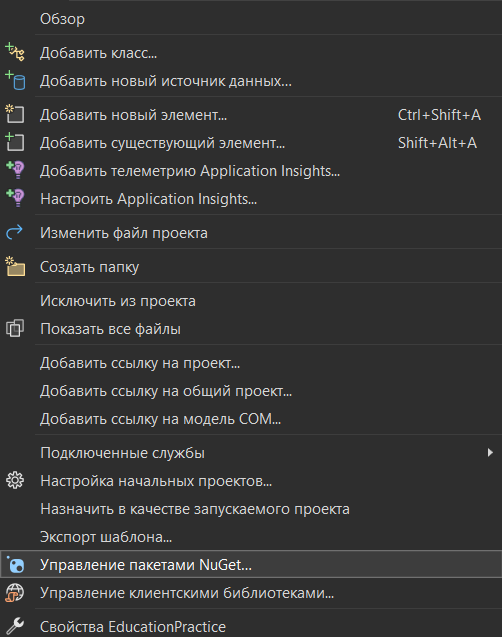 Обзор
Добавить класс...
Добавить новый источник данных...
Добавить новый элемент... Ctrl+Shift+A
Добавить существующий элемент... Shift+Alt+A
Добавить телеметрию Application Insights...
Настроить Application Insights...
Изменить файл проекта
Создать папку
Исключить из проекта
Показать все файлы
Добавить ссылку на проект...
Добавить ссылку на общий проект...
Добавить ссылку на модель COM...
Подключенные службы
Настройка начальных проектов...
Назначить в качестве запускаемого проекта
Экспорт шаблона...
Управление пакетами NuGet...
Управление клиентскими библиотеками...
Свойства EducationPractice